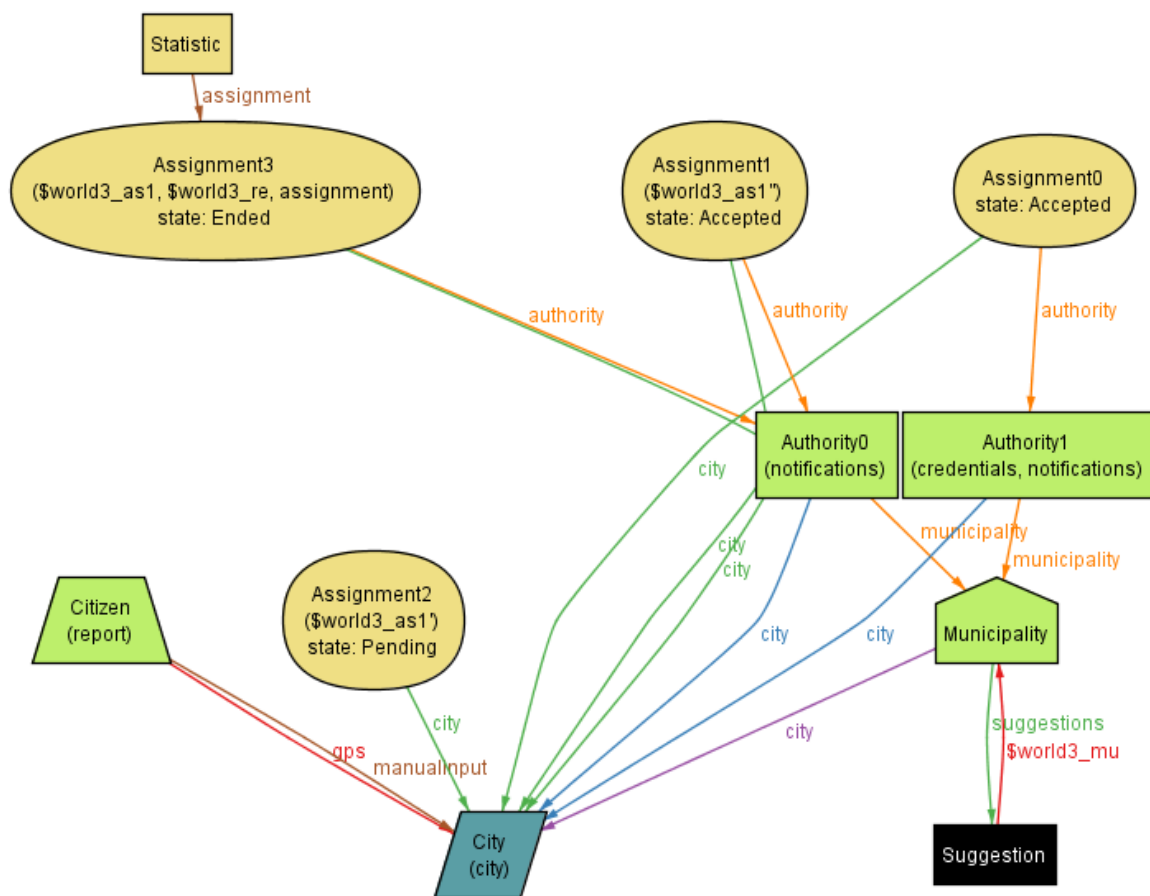 Statistic
assignment
Assignment3
($world3_as1, $world3_re, assignment)
state: Ended
Assignment1
($world3_as1")
state: Accepted
Assignment0
state: Accepted
authority
authority
authority
Authority0
(notifications)
Authority1
(credentials, notifications)
city
city
city
municipality
municipality
Citizen
(report)
Assignment2
($world3_as1')
state: Pending
Municipality
city
city
city
city
suggestions
gps
manualinput
$world3_mu
City
(city)
Suggestion